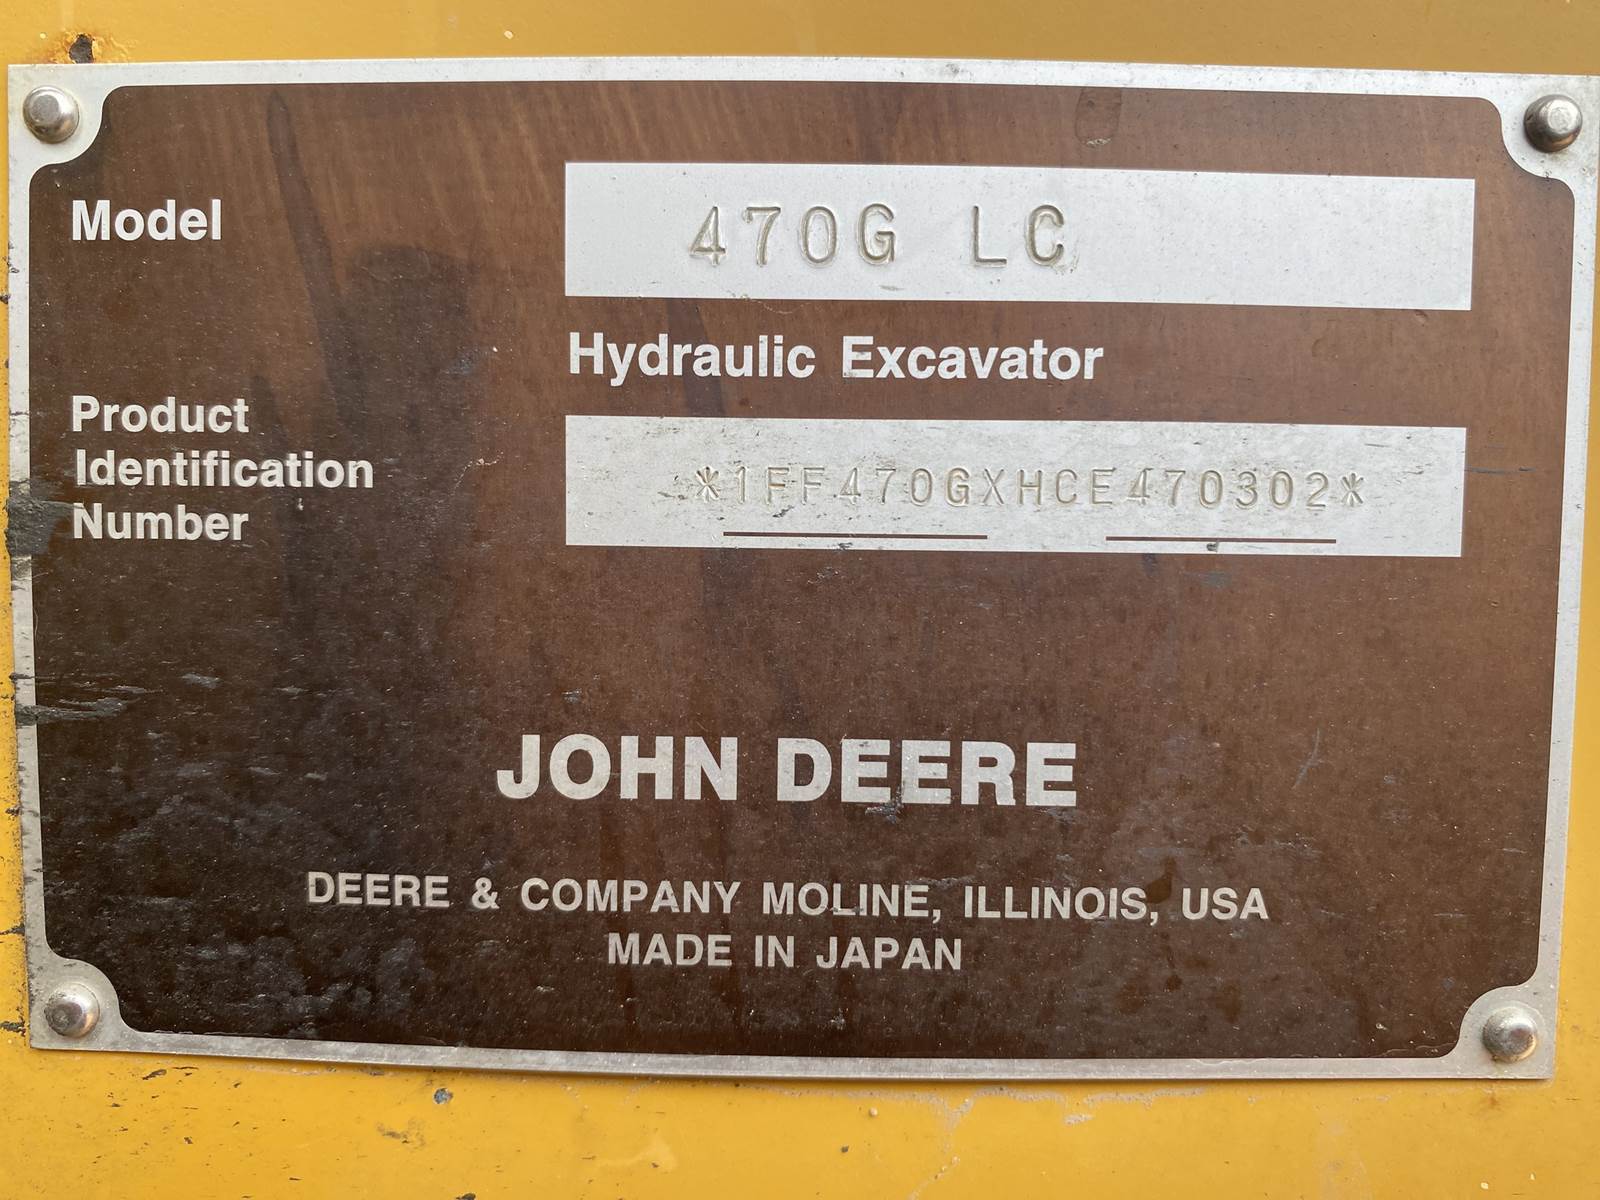 Model 470G LC
Hydraulic Excavator
Product
Identification
Number
*1FF470GXHCE470302*
JOHN DEERE
DEERE & COMPANY MOLINE, ILLINOIS, USA
MADE IN JAPAN